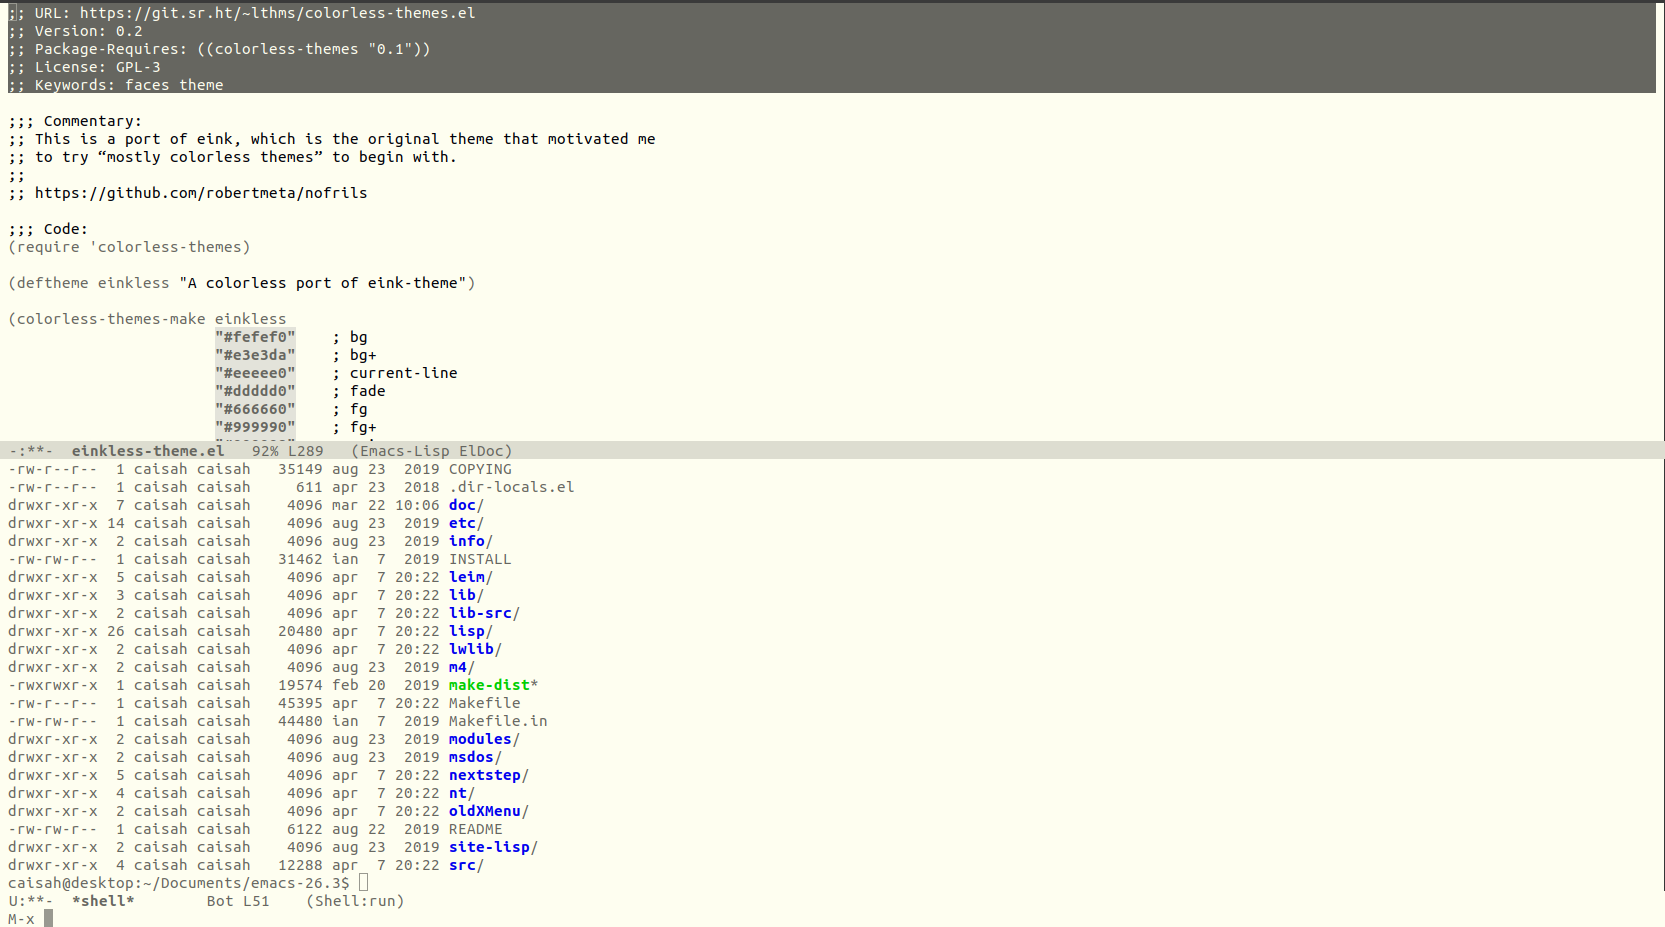 ;; URL: https://git.sr.ht/~lthms/colorless-themes.el
;; Version: 0.2
;; Package-Requires: ((colorless-themes "0.1"))
;; License: GPL-3
;; Keywords: faces theme

;;; Commentary:
;; This is a port of eink, which is the original theme that motivated me
;; to try “mostly colorless themes” to begin with.
;;
;; https://github.com/robertmeta/nofrils

;;; Code:
(require 'colorless-themes)

(deftheme einkless "A colorless port of eink-theme")

(colorless-themes-make einkless
                       "#fefef0"    ; bg
                       "#e3e3da"    ; bg+
                       "#eeeee0"    ; current-line
                       "#ddddd0"    ; fade
                       "#666660"    ; fg
                       "#999990"    ; fg+
-:**-  einkless-theme.el   92% L289   (Emacs-Lisp ElDoc)
-rw-r--r--  1 caisah caisah   35149 aug 23  2019 COPYING
-rw-r--r--  1 caisah caisah     611 apr 23  2018 .dir-locals.el
drwxr-xr-x  7 caisah caisah    4096 mar 22 10:06 doc/
drwxr-xr-x 14 caisah caisah    4096 aug 23  2019 etc/
drwxr-xr-x  2 caisah caisah    4096 aug 23  2019 info/
-rw-rw-r--  1 caisah caisah   31462 ian  7  2019 INSTALL
drwxr-xr-x  5 caisah caisah    4096 apr  7 20:22 leim/
drwxr-xr-x  3 caisah caisah    4096 apr  7 20:22 lib/
drwxr-xr-x  2 caisah caisah    4096 apr  7 20:22 lib-src/
drwxr-xr-x 26 caisah caisah   20480 apr  7 20:22 lisp/
drwxr-xr-x  2 caisah caisah    4096 apr  7 20:22 lwlib/
drwxr-xr-x  2 caisah caisah    4096 aug 23  2019 m4/
-rwxrwxr-x  1 caisah caisah   19574 feb 20  2019 make-dist*
-rw-r--r--  1 caisah caisah   45395 apr  7 20:22 Makefile
-rw-rw-r--  1 caisah caisah   44480 ian  7  2019 Makefile.in
drwxr-xr-x  2 caisah caisah    4096 aug 23  2019 modules/
drwxr-xr-x  2 caisah caisah    4096 aug 23  2019 msdos/
drwxr-xr-x  5 caisah caisah    4096 apr  7 20:22 nextstep/
drwxr-xr-x  4 caisah caisah    4096 apr  7 20:22 nt/
drwxr-xr-x  2 caisah caisah    4096 apr  7 20:22 oldXMenu/
-rw-rw-r--  1 caisah caisah    6122 aug 22  2019 README
drwxr-xr-x  2 caisah caisah    4096 aug 23  2019 site-lisp/
drwxr-xr-x  4 caisah caisah   12288 apr  7 20:22 src/
caisah@desktop:~/Documents/emacs-26.3$
U:**-  *shell*        Bot L51    (Shell:run)
M-x